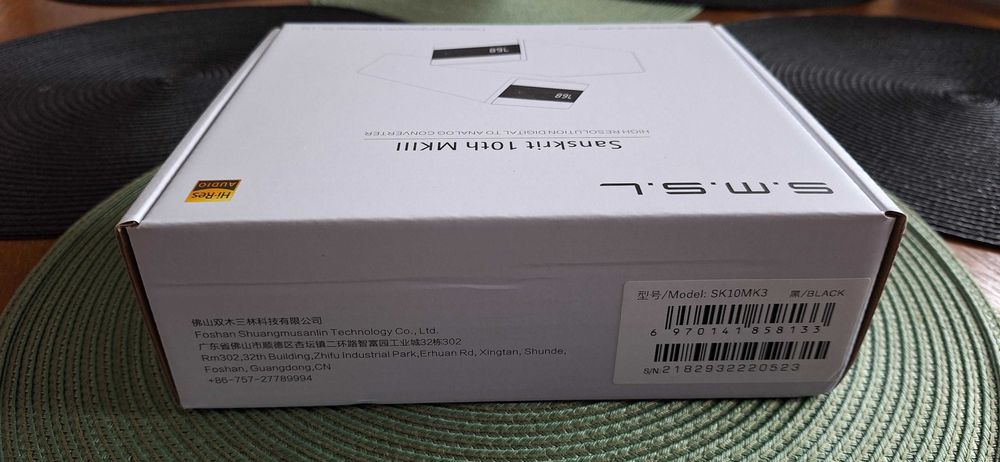 S.M.S.L
Sanskrit 10th MKIII
HIGH RESOLUTION DIGITAL TO ANALOG CONVERTER
Hi-Res
AUDIO
佛山双木三林科技有限公司
Foshan Shuangmusanlin Technology Co., Ltd.
广东省佛山市顺德区杏坛镇二环路智富园工业城32栋302
Rm302,32th Building,Zhifu Industrial Park,Erhuan Rd, Xingtan, Shunde,
Foshan, Guangdong,CN
+86-757-27789994
型号/Model: SK10MK3 黑/BLACK
6 970141 858133
S/N:2182932220523